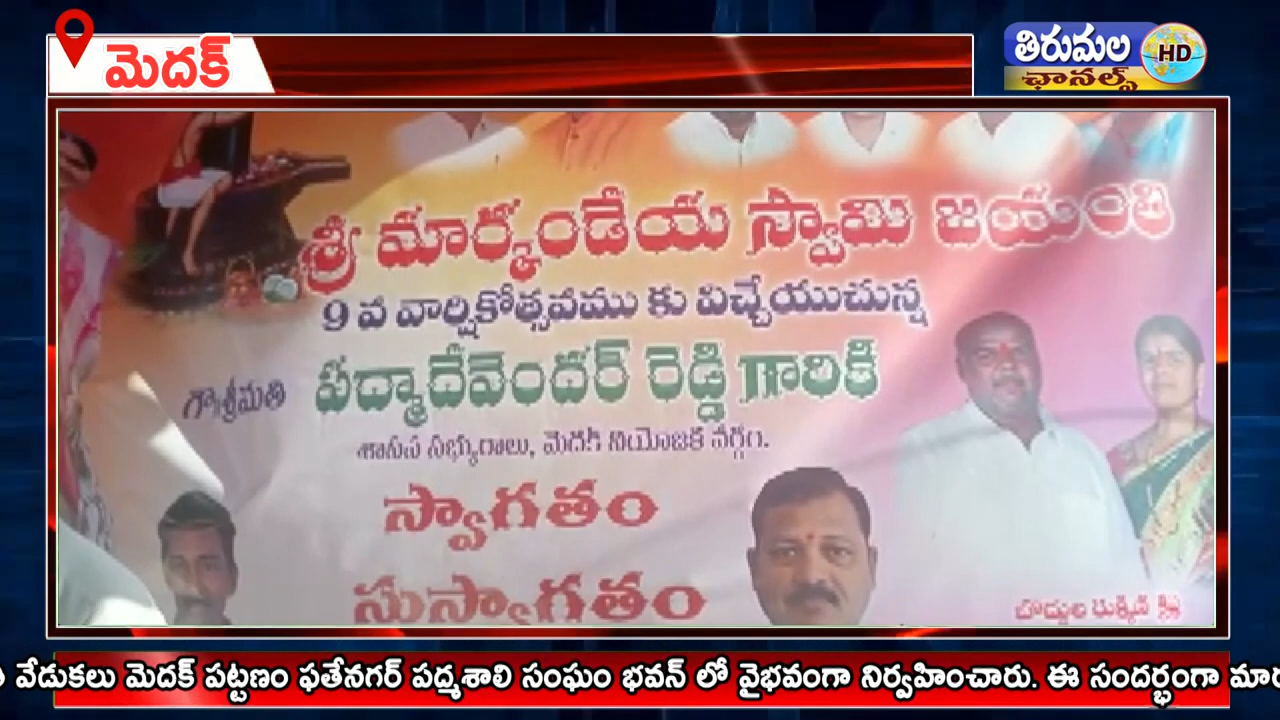 మెదక్
తిరుమల
ఛానల్స్
HD
శ్రీ మార్కండేయ స్వామి జయంతి
9 వ వార్షికోత్సవము కు విచ్చేయుచున్న
గౌ॥శ్రీమతి పద్మాదేవేందర్ రెడ్డి గారికి
శాసన సభ్యురాలు, మెదక్ నియోజక వర్గం.
స్వాగతం
సుస్వాగతం
వేడుకలు మెదక్ పట్టణం ఫతేనగర్ పద్మశాలి సంఘం భవన్ లో వైభవంగా నిర్వహించారు. ఈ సందర్భంగా